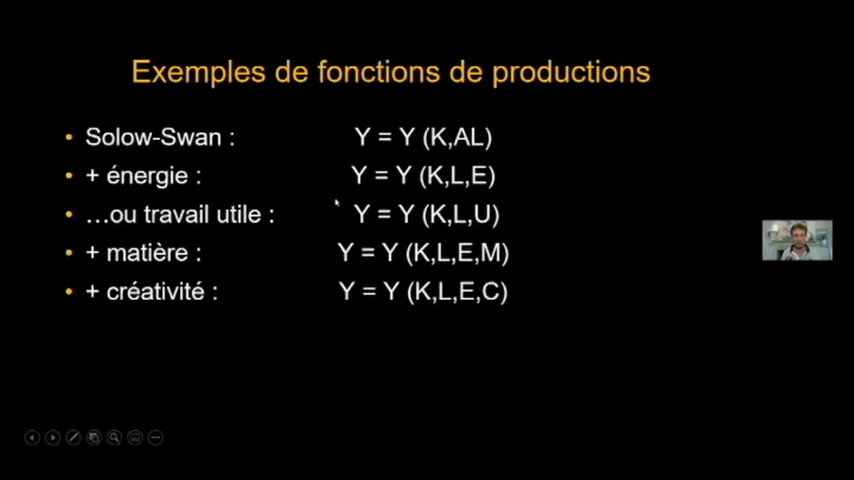 Exemples de fonctions de productions
• Solow-Swan : Y = Y (K,AL)
• + énergie : Y = Y (K,L,E)
• …ou travail utile : Y = Y (K,L,U)
• + matière : Y = Y (K,L,E,M)
• + créativité : Y = Y (K,L,E,C)